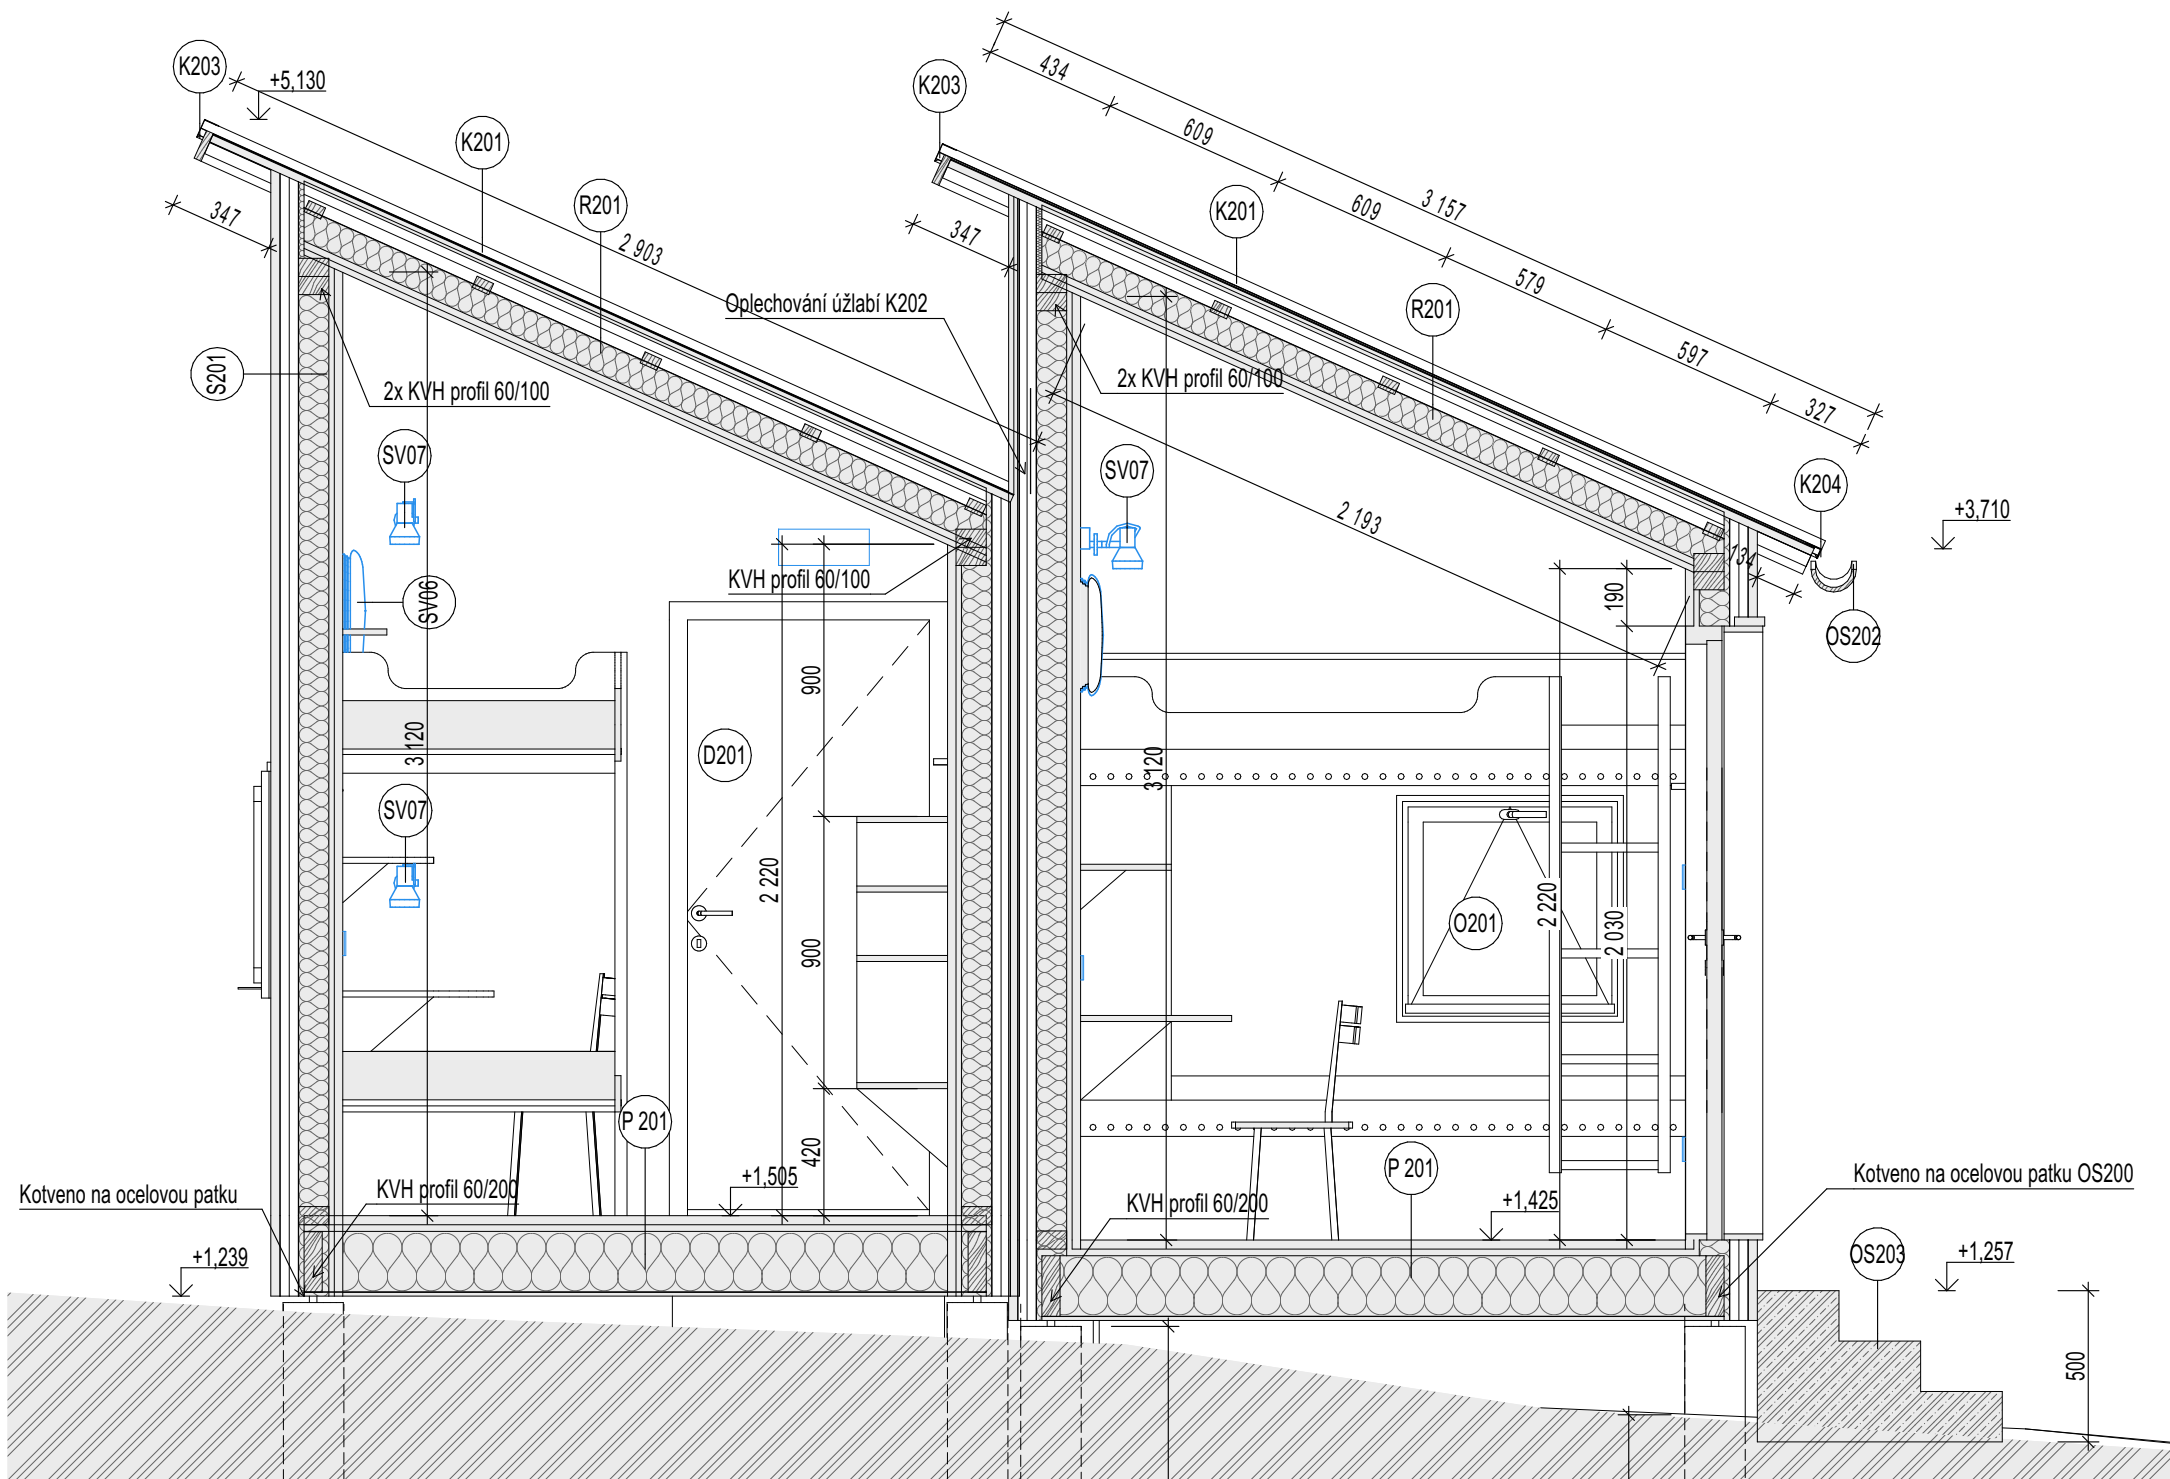 K203
+5,130
K201
R201
347
2 903
S201
2x KVH profil 60/100
SV07
SV06
3 120
SV07
D201
KVH profil 60/100
900
2 220
900
420
P 201
+1,505
KVH profil 60/200
Kotveno na ocelovou patku
+1,239
K203
434
609
609
3 157
579
597
327
K201
347
Oplechování úžlabí K202
R201
2x KVH profil 60/100
SV07
2 193
K204
+3,710
134
190
OS202
3 120
O201
2 220
2 030
P 201
+1,425
KVH profil 60/200
Kotveno na ocelovou patku OS200
OS203
+1,257
500